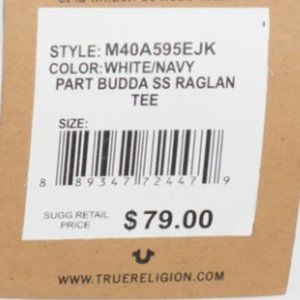 STYLE: M40A595EJK
COLOR: WHITE/NAVY
PART BUDDA SS RAGLAN
TEE
SIZE:
8 89347 72447 9
SUGG RETAIL
PRICE
$79.00
WWW.TRUERELIGION.COM